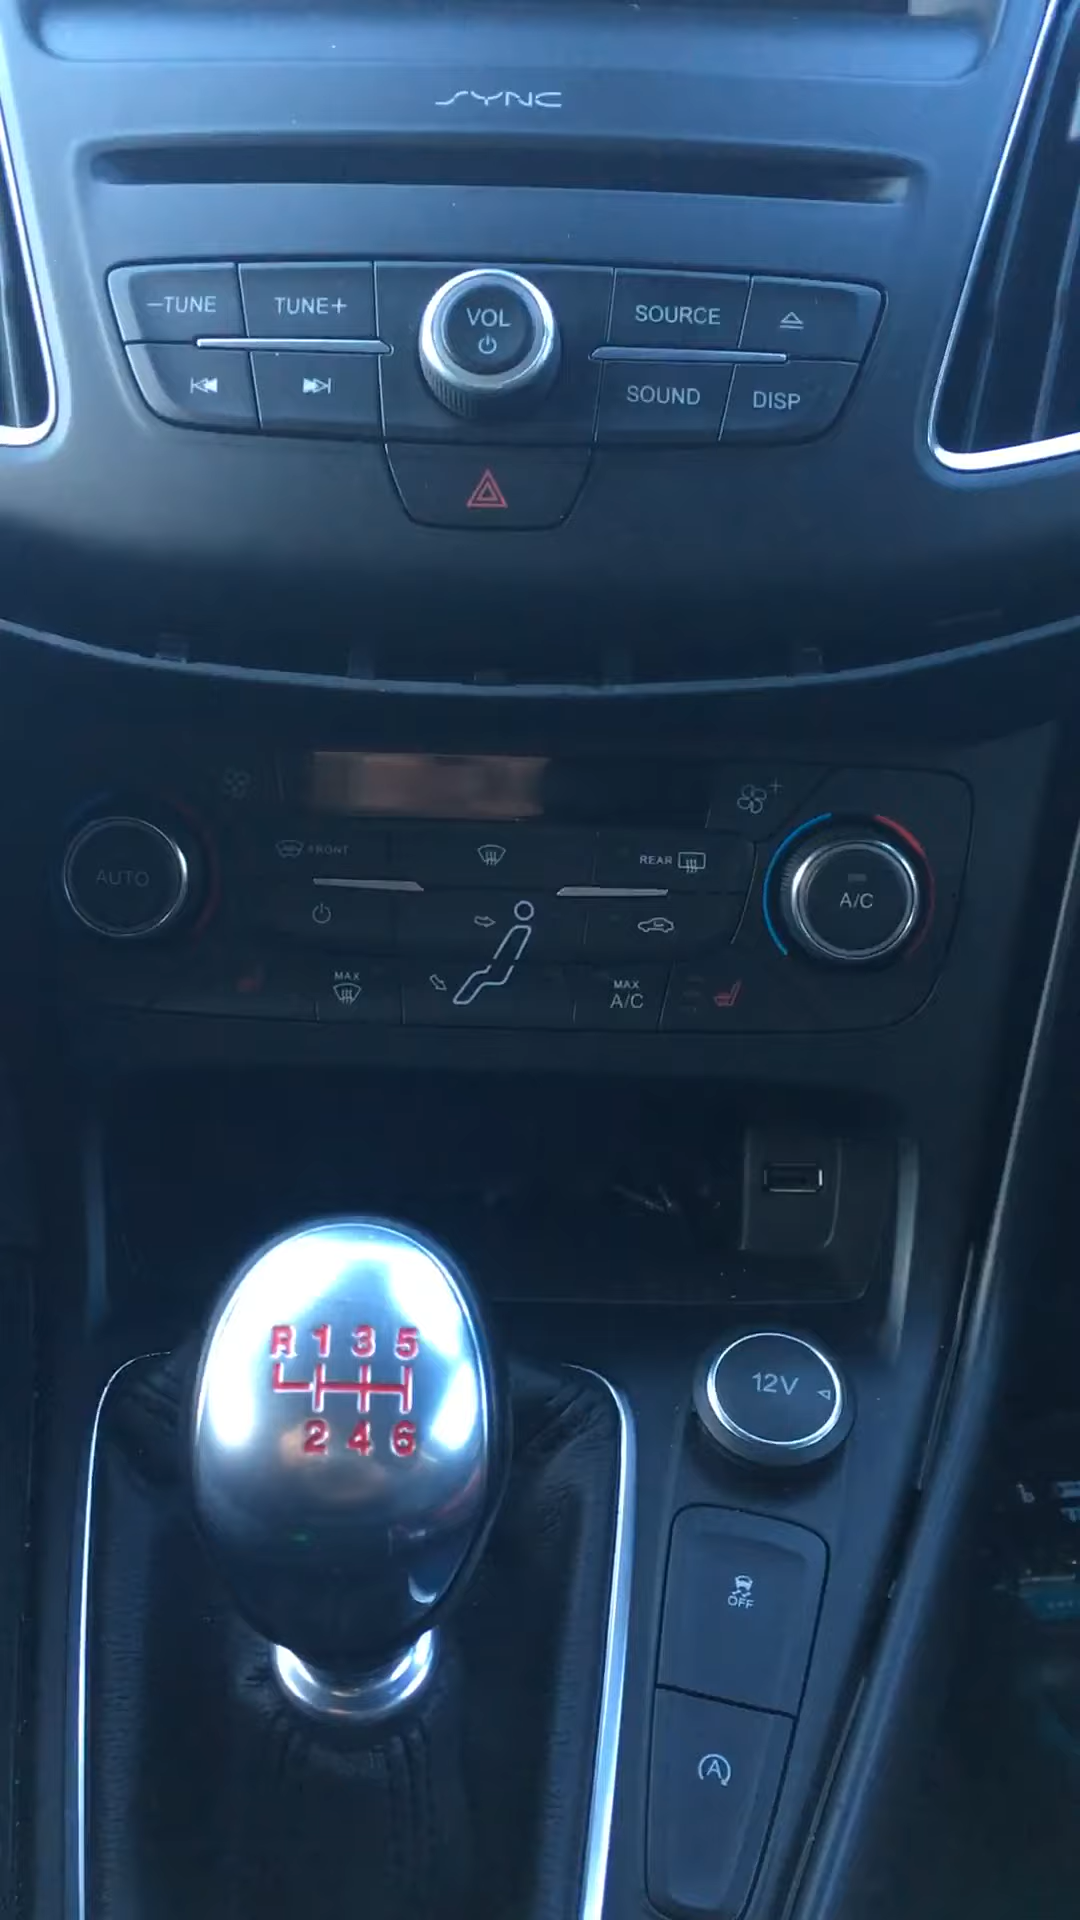 SYNC
–TUNE TUNE+ VOL SOURCE
SOUND DISP
AUTO FRONT REAR A/C
MAX MAX
A/C
R 1 3 5
2 4 6
12V
OFF
A